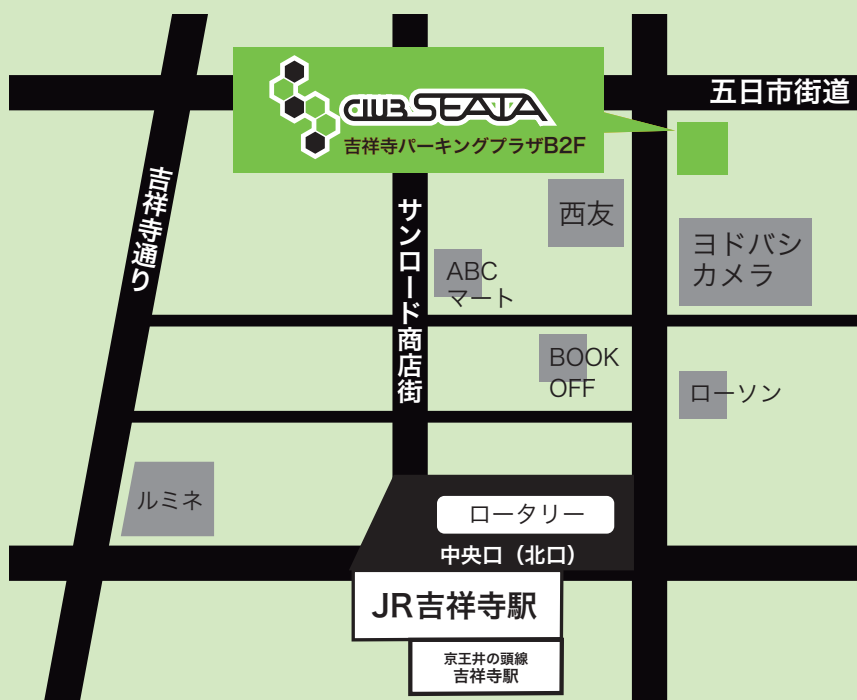 五日市街道
CLUB SEATA
吉祥寺パーキングプラザB2F
吉祥寺通り
サンロード商店街
西友
ヨドバシ
カメラ
ABC
マート
BOOK
OFF
ローソン
ルミネ
ロータリー
中央口（北口）
JR吉祥寺駅
京王井の頭線
吉祥寺駅